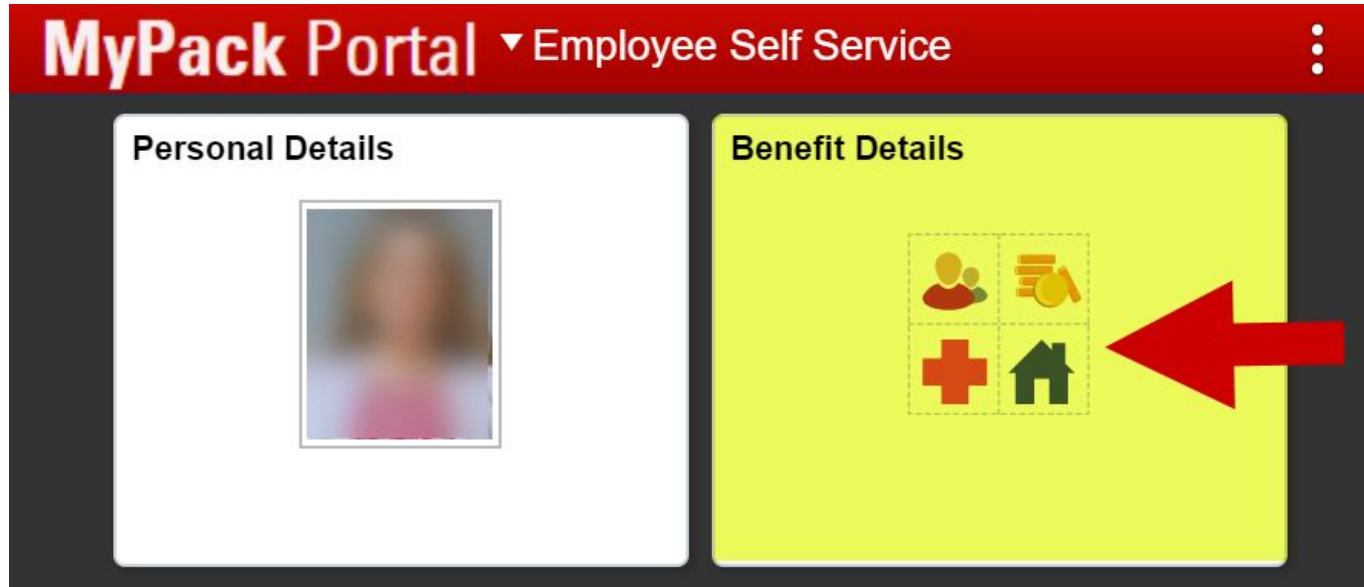 MyPack Portal ▼ Employee Self Service
Personal Details
Benefit Details